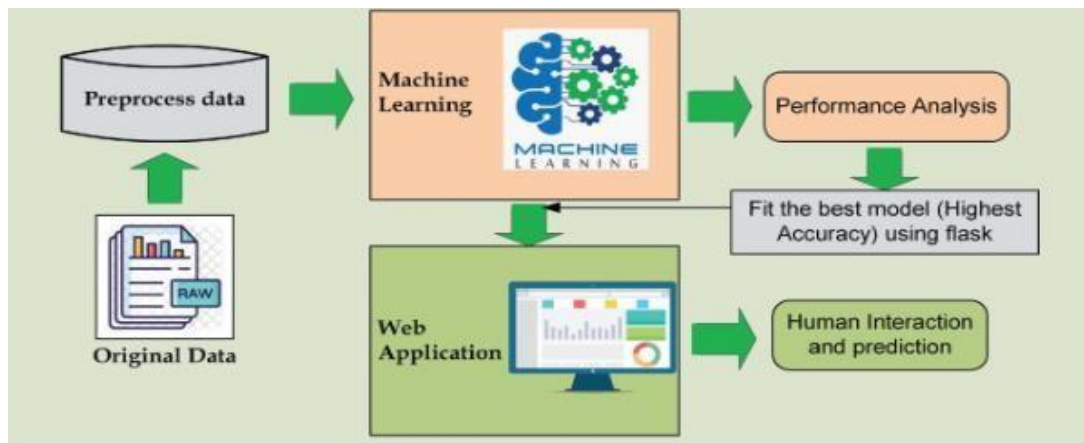 Preprocess data
RAW
Original Data
Machine
Learning
MACHINE
LEARNING
Performance Analysis
Fit the best model (Highest
Accuracy) using flask
Web
Application
Human Interaction
and prediction